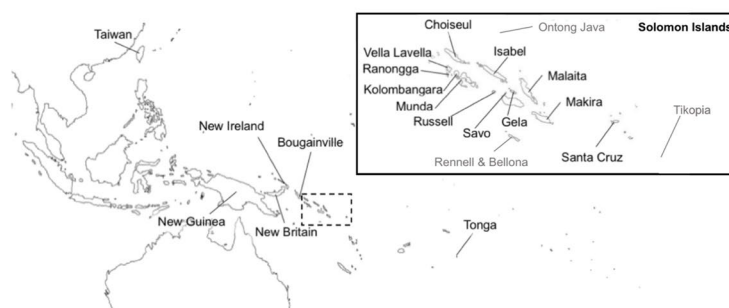 Taiwan
New Ireland
Bougainville
New Guinea
New Britain
Tonga
Solomon Islands
Choiseul
Ontong Java
Vella Lavella
Isabel
Ranongga
Malaita
Kolombangara
Munda
Makira
Russell
Gela
Savo
Tikopia
Rennell & Bellona
Santa Cruz